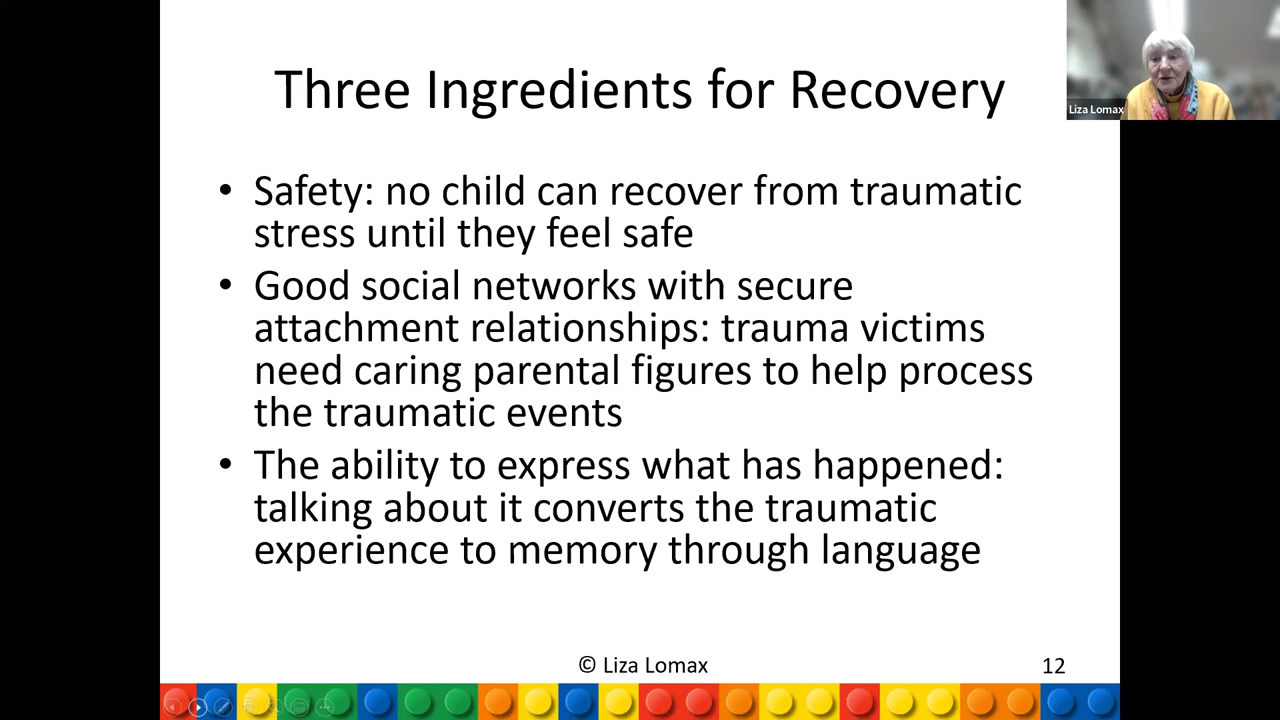 Three Ingredients for Recovery
Liza Lomax
• Safety: no child can recover from traumatic
stress until they feel safe
• Good social networks with secure
attachment relationships: trauma victims
need caring parental figures to help process
the traumatic events
• The ability to express what has happened:
talking about it converts the traumatic
experience to memory through language
© Liza Lomax
12